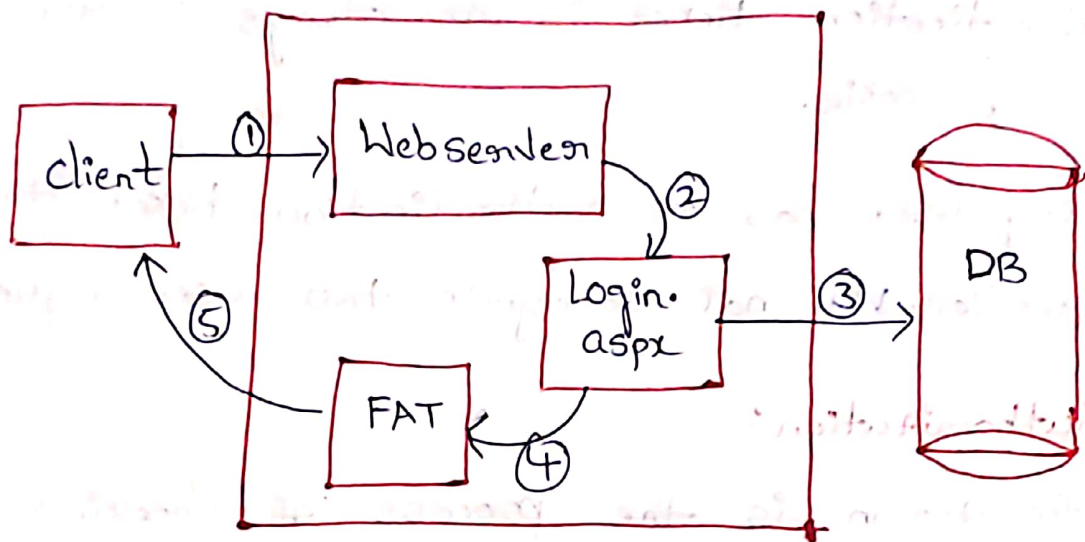 client
①
Webserver
②
Login.
aspx
③
DB
④
FAT
⑤